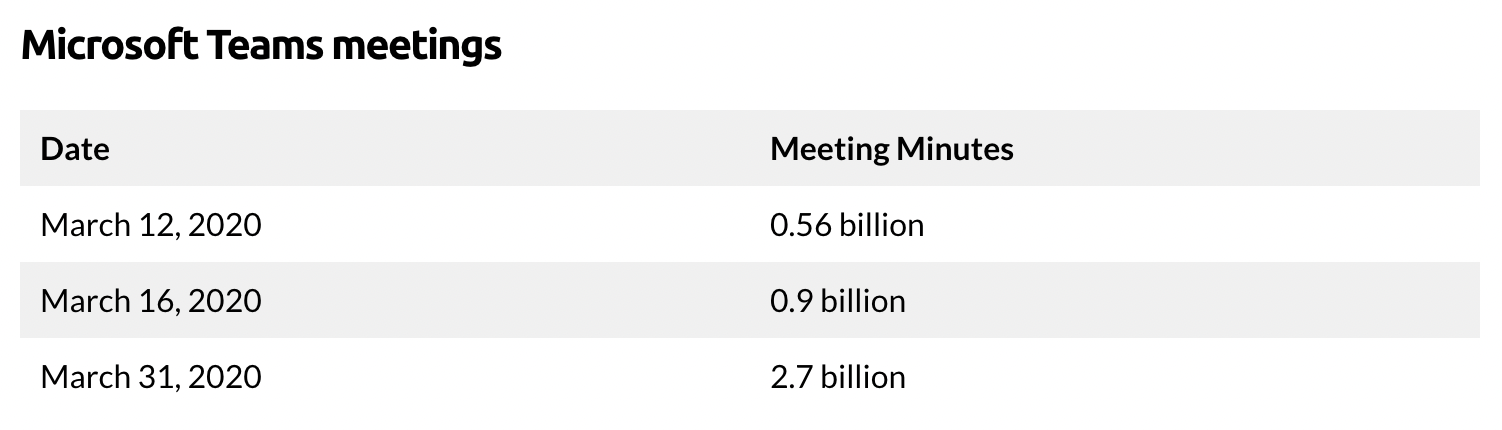 Microsoft Teams meetings
Date Meeting Minutes
March 12, 2020 0.56 billion
March 16, 2020 0.9 billion
March 31, 2020 2.7 billion